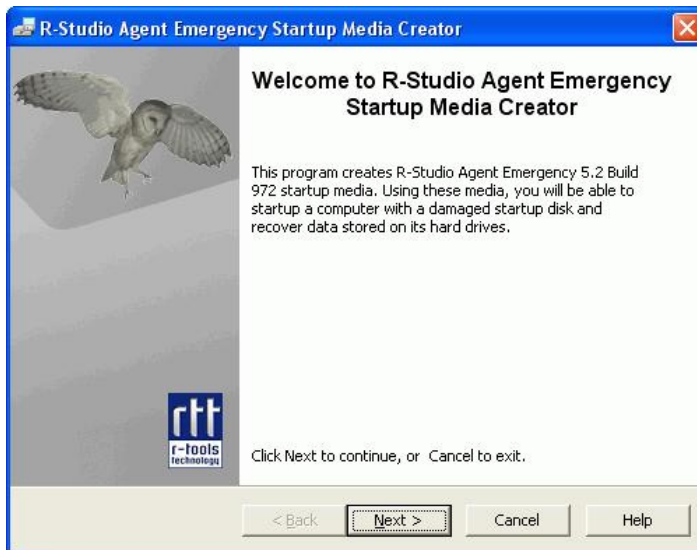 R-Studio Agent Emergency Startup Media Creator
Welcome to R-Studio Agent Emergency
Startup Media Creator
This program creates R-Studio Agent Emergency 5.2 Build
972 startup media. Using these media, you will be able to
startup a computer with a damaged startup disk and
recover data stored on its hard drives.
rtt
r-tools
technology
Click Next to continue, or Cancel to exit.
< Back
Next >
Cancel
Help